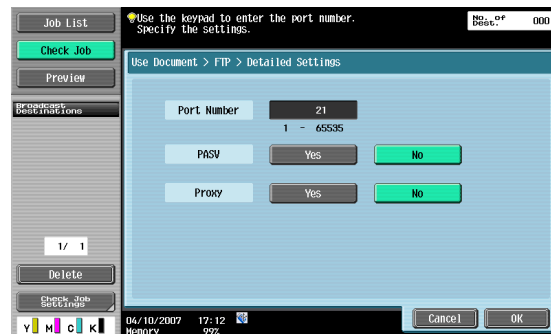 Job List
Check Job
Preview
Broadcast
Destinations
1/ 1
Delete
Check Job
Settings
Y M C K
Use the keypad to enter the port number.
Specify the settings.
No. of
Dest.
000
Use Document > FTP > Detailed Settings
Port Number
21
1 - 65535
PASV
Yes
No
Proxy
Yes
No
04/10/2007 17:12
Memory 99%
Cancel
OK